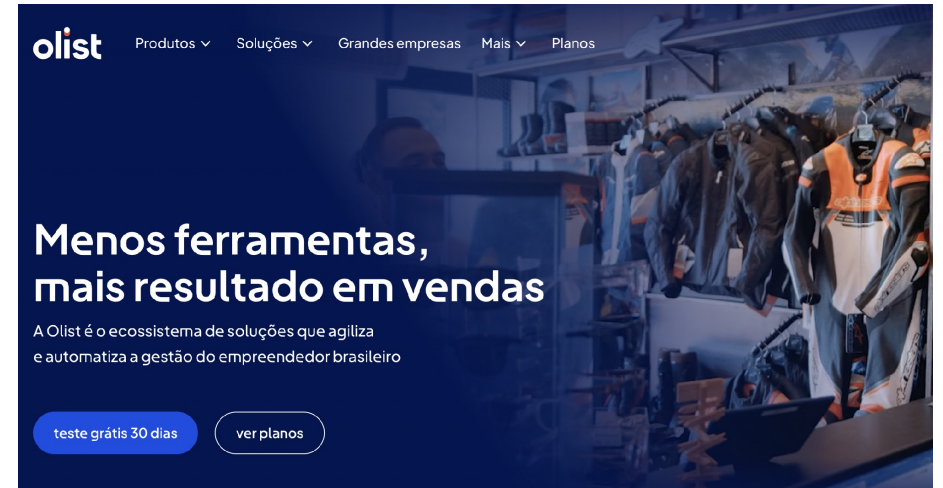 olist
Produtos Soluções Grandes empresas Mais Planos
Menos ferramentas,
mais resultado em vendas
A Olist é o ecossistema de soluções que agiliza
e automatiza a gestão do empreendedor brasileiro
teste grátis 30 dias ver planos